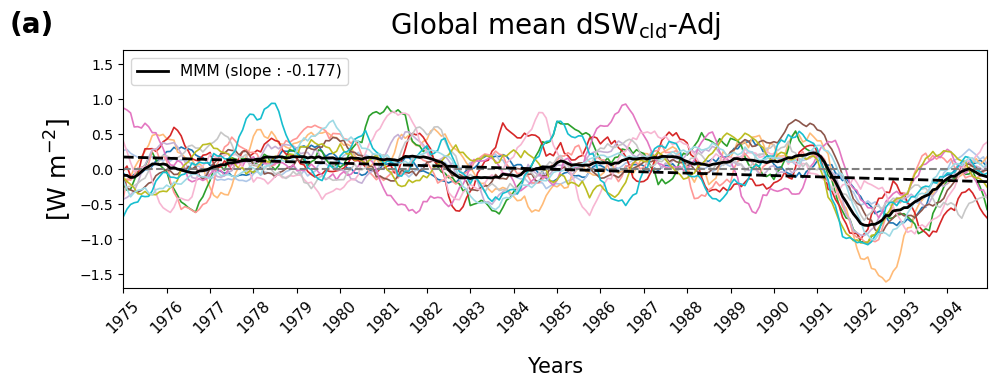 (a)
Global mean dSW_cld-Adj
MMM (slope : -0.177)
[W m⁻²]
1.5
1.0
0.5
0.0
−0.5
−1.0
−1.5
1975 1976 1977 1978 1979 1980 1981 1982 1983 1984 1985 1986 1987 1988 1989 1990 1991 1992 1993 1994
Years